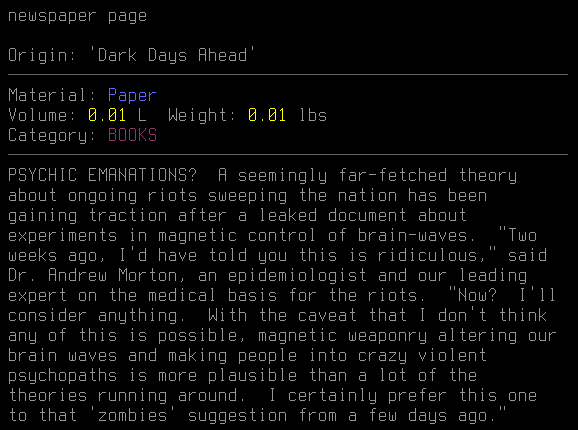 newspaper page
Origin: 'Dark Days Ahead'
Material: Paper
Volume: 0.01 L  Weight: 0.01 lbs
Category: BOOKS
PSYCHIC EMANATIONS?  A seemingly far-fetched theory
about ongoing riots sweeping the nation has been
gaining traction after a leaked document about
experiments in magnetic control of brain-waves.  "Two
weeks ago, I'd have told you this is ridiculous," said
Dr. Andrew Morton, an epidemiologist and our leading
expert on the medical basis for the riots.  "Now?  I'll
consider anything.  With the caveat that I don't think
any of this is possible, magnetic weaponry altering our
brain waves and making people into crazy violent
psychopaths is more plausible than a lot of the
theories running around.  I certainly prefer this one
to that 'zombies' suggestion from a few days ago."